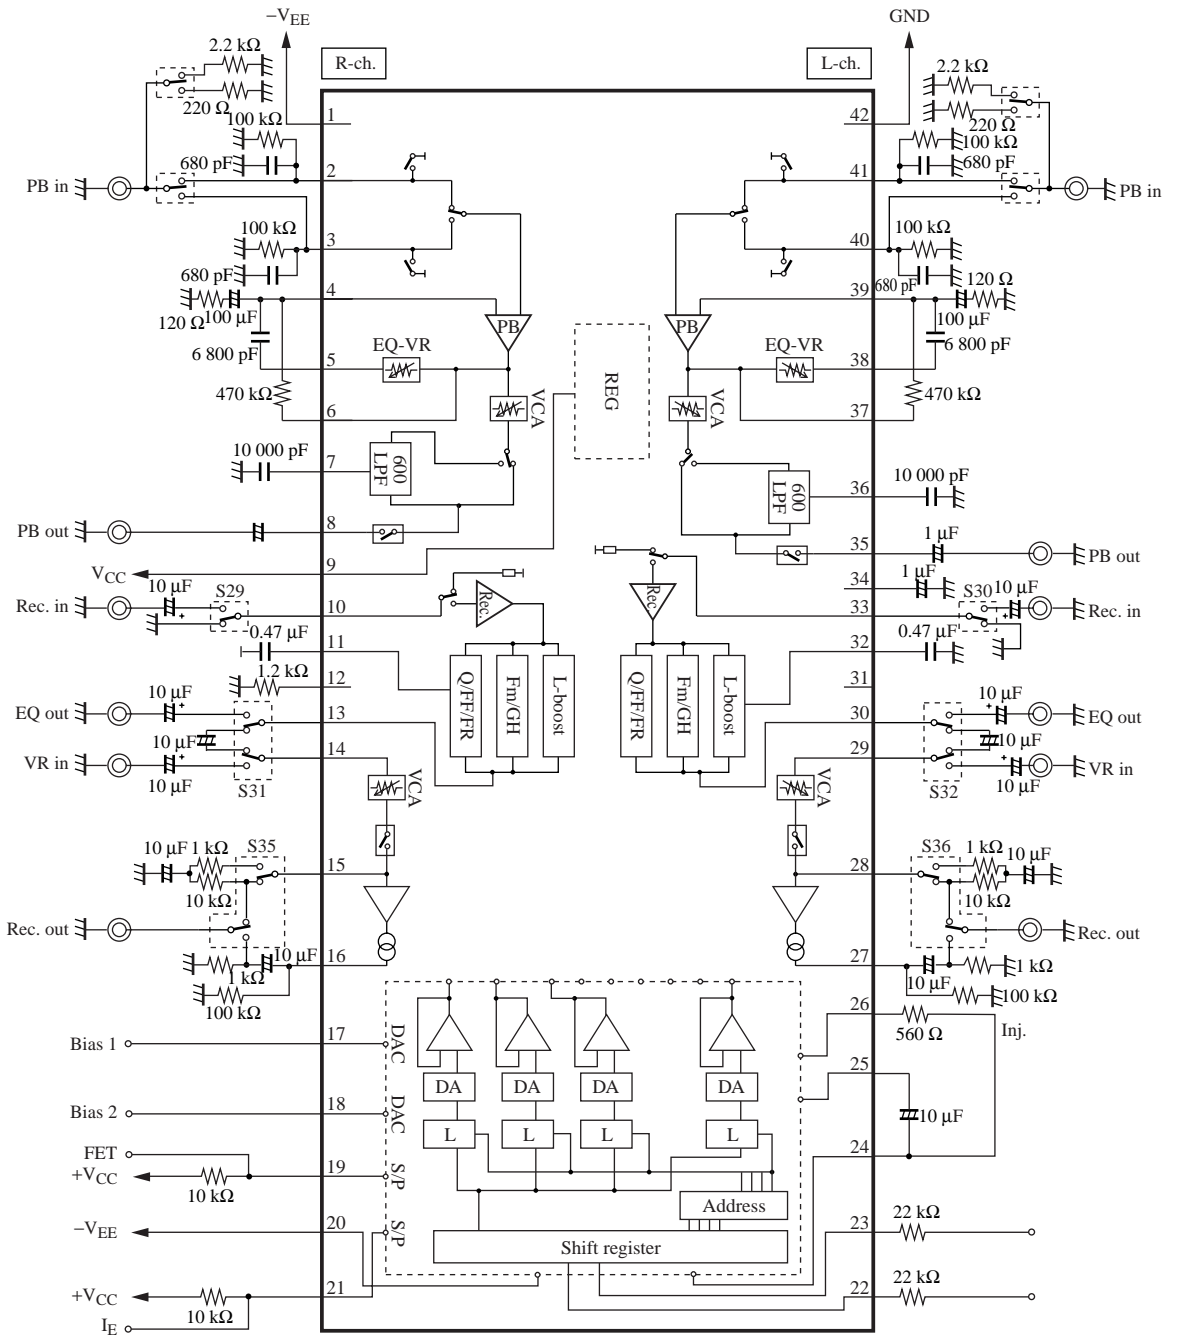 −VEE
GND
R-ch.
L-ch.
2.2 kΩ
220 Ω
100 kΩ
680 pF
PB in
1
2
42
41
2.2 kΩ
220 Ω
100 kΩ
680 pF
PB in
100 kΩ
680 pF
3
40
100 kΩ
680 pF
120 Ω
100 μF
4
39
120 Ω
100 μF
6 800 pF
470 kΩ
5
6
EQ-VR
PB
VCA
REG
PB
VCA
EQ-VR
38
37
6 800 pF
470 kΩ
10 000 pF
7
600
LPF
600
LPF
36
10 000 pF
PB out
8
35
1 μF
PB out
VCC
9
34
1 μF
Rec. in
10 μF
+
S29
10
Rec.
Rec.
33
S30
10 μF
+
Rec. in
0.47 μF
11
32
0.47 μF
1.2 kΩ
12
31
Q/FF/FR
Fm/GH
L-boost
Q/FF/FR
Fm/GH
L-boost
EQ out
10 μF
+
13
30
10 μF
+
EQ out
10 μF
14
29
10 μF
VR in
+
10 μF
S31
VCA
VCA
S32
+
10 μF
VR in
10 μF
1 kΩ
S35
10 kΩ
15
28
S36
1 kΩ
10 μF
10 kΩ
Rec. out
Rec. out
10 μF
1 kΩ
100 kΩ
16
27
10 μF
1 kΩ
100 kΩ
26
560 Ω
Inj.
Bias 1
17
DAC
25
10 μF
DA
DA
DA
DA
Bias 2
18
DAC
L
L
L
L
24
FET
+VCC
10 kΩ
19
S/P
Address
−VEE
20
S/P
Shift register
23
22 kΩ
+VCC
10 kΩ
IE
21
22
22 kΩ